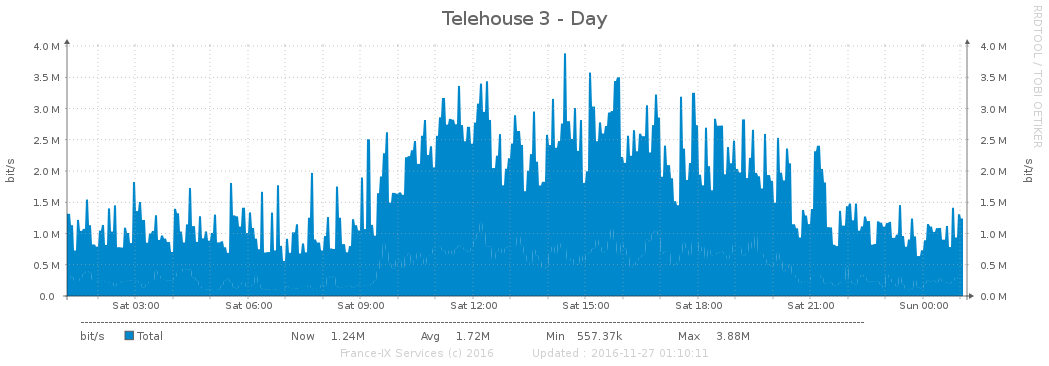 Telehouse 3 - Day
RRDTOOL / TOBI OETIKER
bit/s
bit/s
4.0 M 4.0 M
3.5 M 3.5 M
3.0 M 3.0 M
2.5 M 2.5 M
2.0 M 2.0 M
1.5 M 1.5 M
1.0 M 1.0 M
0.5 M 0.5 M
0.0 0.0 M
Sat 03:00 Sat 06:00 Sat 09:00 Sat 12:00 Sat 15:00 Sat 18:00 Sat 21:00 Sun 00:00
bit/s Total Now 1.24M Avg 1.72M Min 557.37k Max 3.88M
France-IX Services (c) 2016 Updated : 2016-11-27 01:10:11